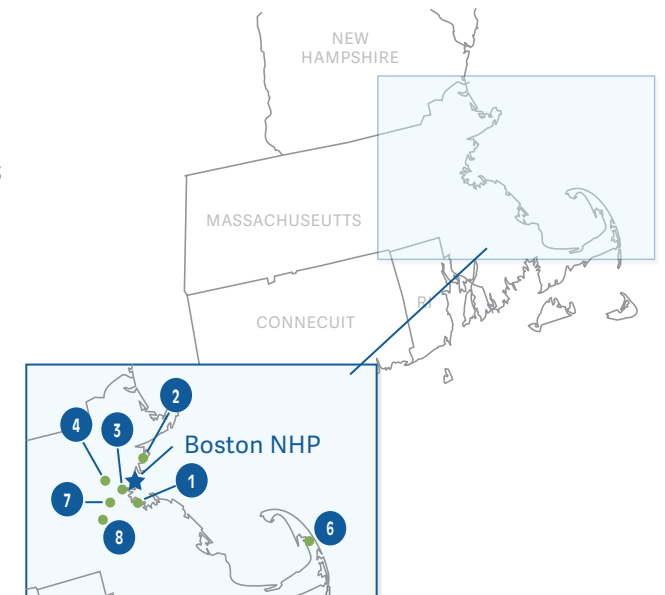 NEW
HAMPSHIRE
MASSACHUSEUTTS
RI
CONNECUIT
2
4
3
Boston NHP
1
7
6
8